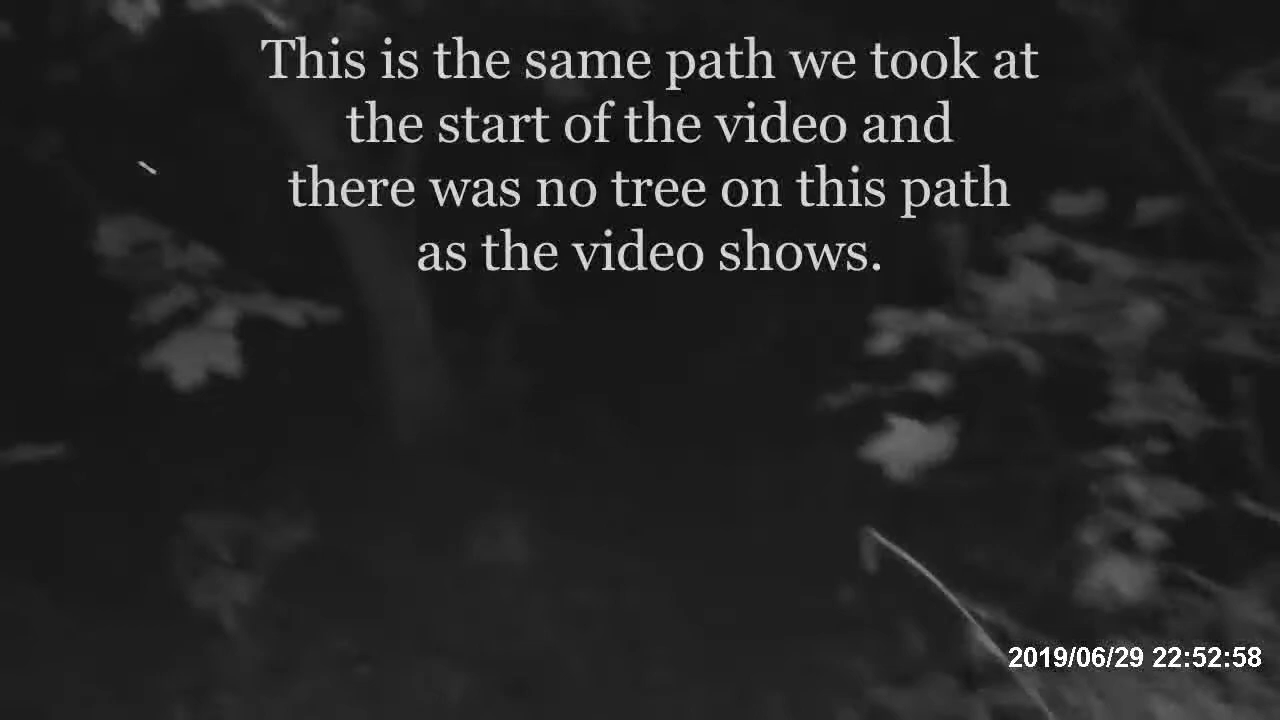 This is the same path we took at
the start of the video and
there was no tree on this path
as the video shows.
2019/06/29 22:52:58